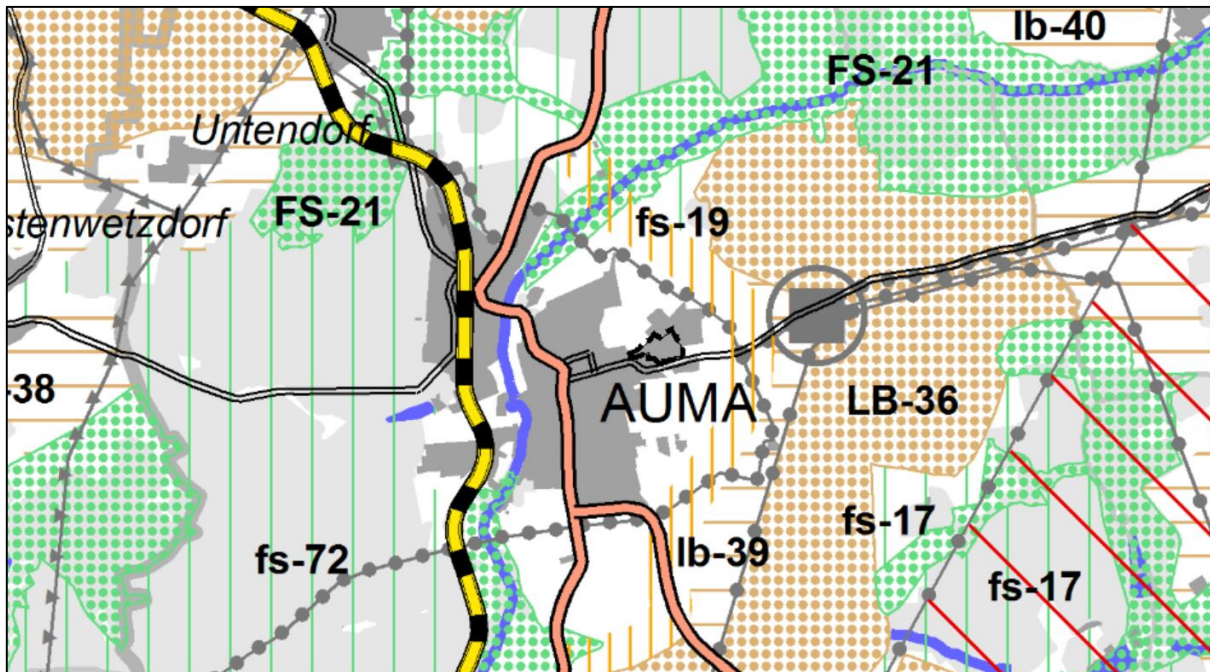 lb-40
FS-21
Untendorf
FS-21
stenwetzdorf
fs-19
-38
AUMA
LB-36
fs-17
fs-72
lb-39
fs-17